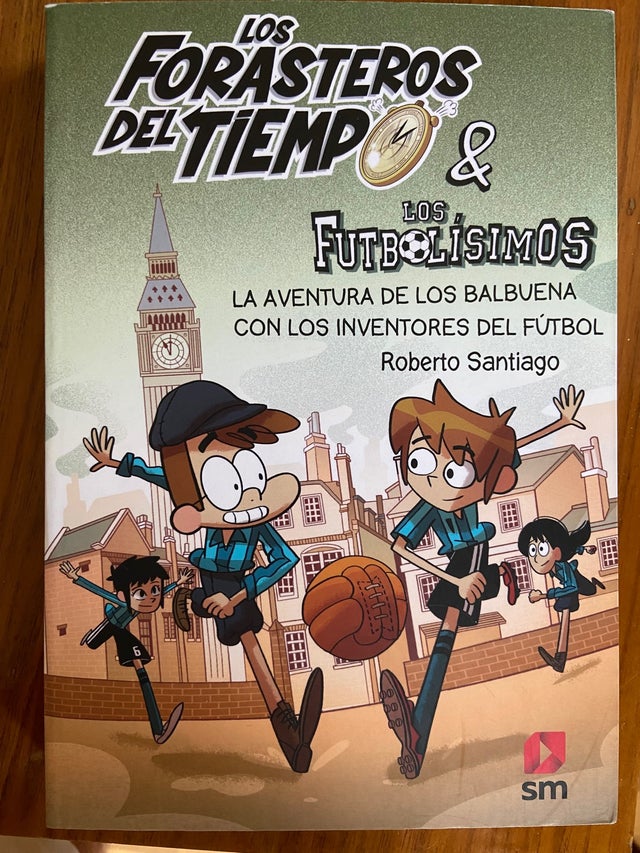 LOS
FORASTEROS
DEL TIEMPO
&
LOS
FUTBOLÍSIMOS
LA AVENTURA DE LOS BALBUENA
CON LOS INVENTORES DEL FÚTBOL
Roberto Santiago
6
sm